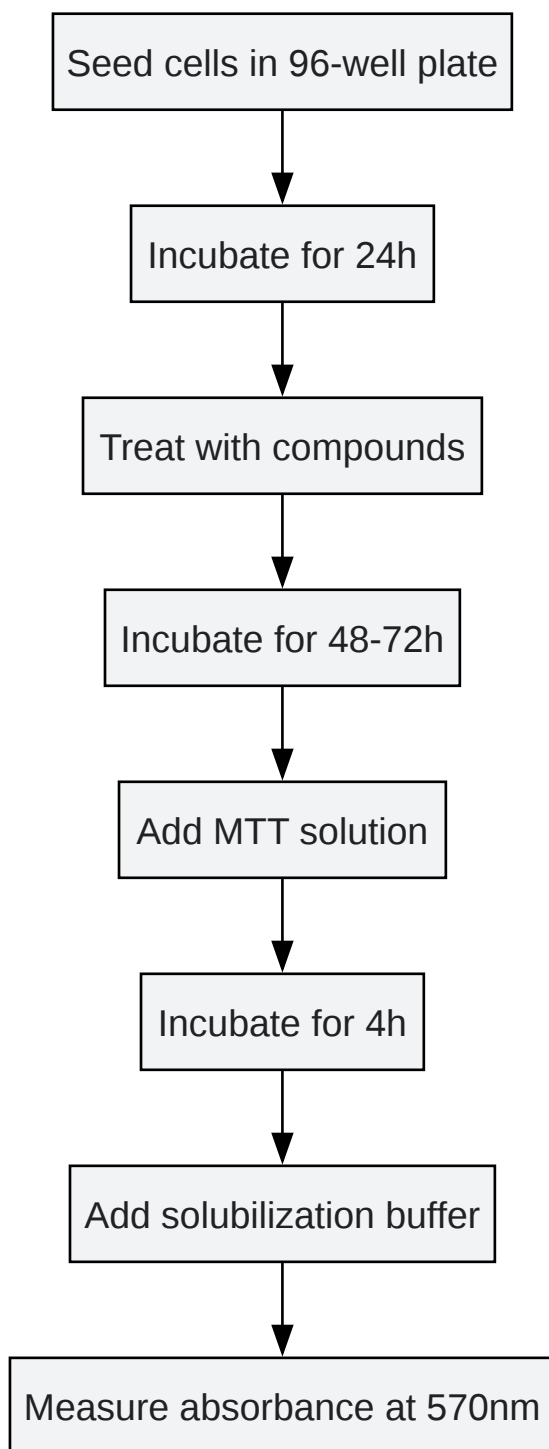 Seed cells in 96-well plate
Incubate for 24h
Treat with compounds
Incubate for 48-72h
Add MTT solution
Incubate for 4h
Add solubilization buffer
Measure absorbance at 570nm